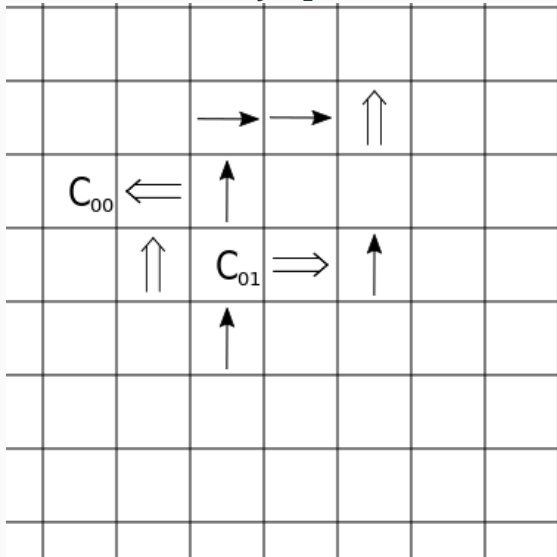 → → ⇑
C₀₀ ⇐ ↑
⇑ C₀₁ ⇒ ↑
↑